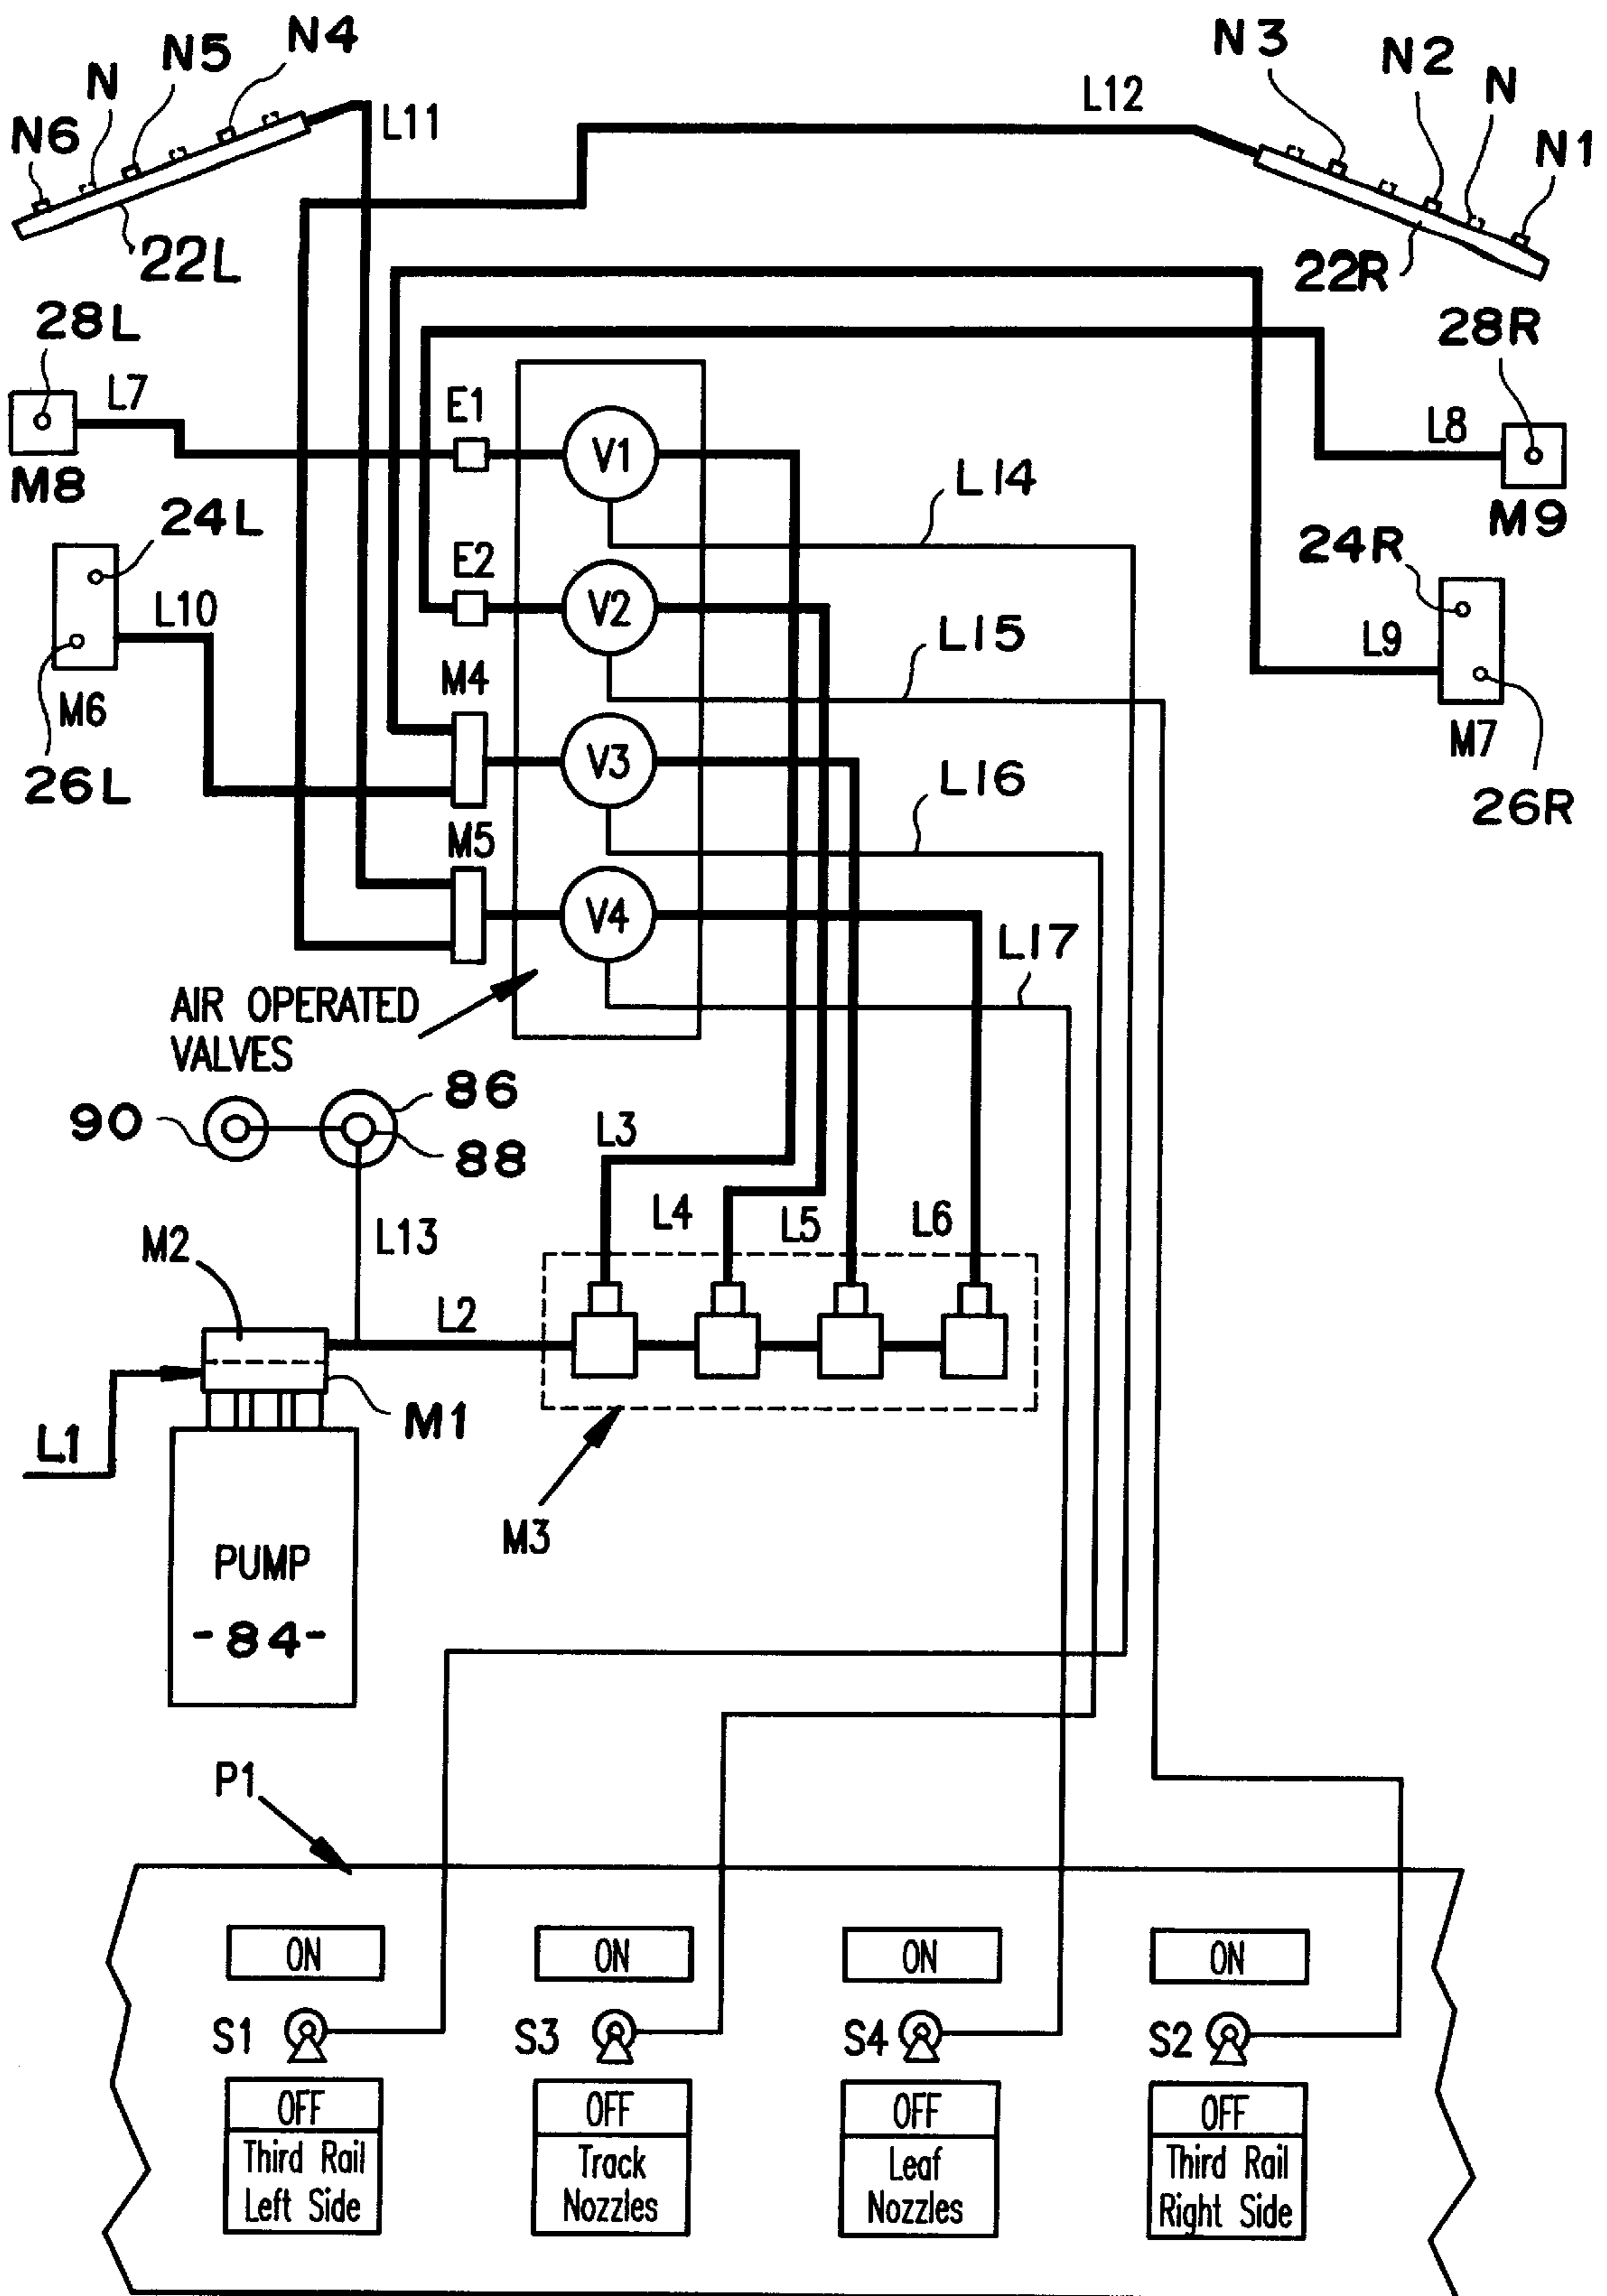 N4
N3
N5
N2
N
N
L12
L11
N6
N1
22L
22R
28L
28R
L7
E1
L8
V1
L14
M8
M9
24L
24R
E2
L10
V2
L15
L9
M4
M6
M7
V3
L16
26L
26R
M5
V4
L17
AIR OPERATED
VALVES
86
90
88
L3
L4
L5
L6
M2
L13
L2
M1
L1
M3
PUMP
-84-
P1
ON
ON
ON
ON
S1
S3
S4
S2
OFF
OFF
OFF
OFF
Third Rail
Left Side
Track
Nozzles
Leaf
Nozzles
Third Rail
Right Side